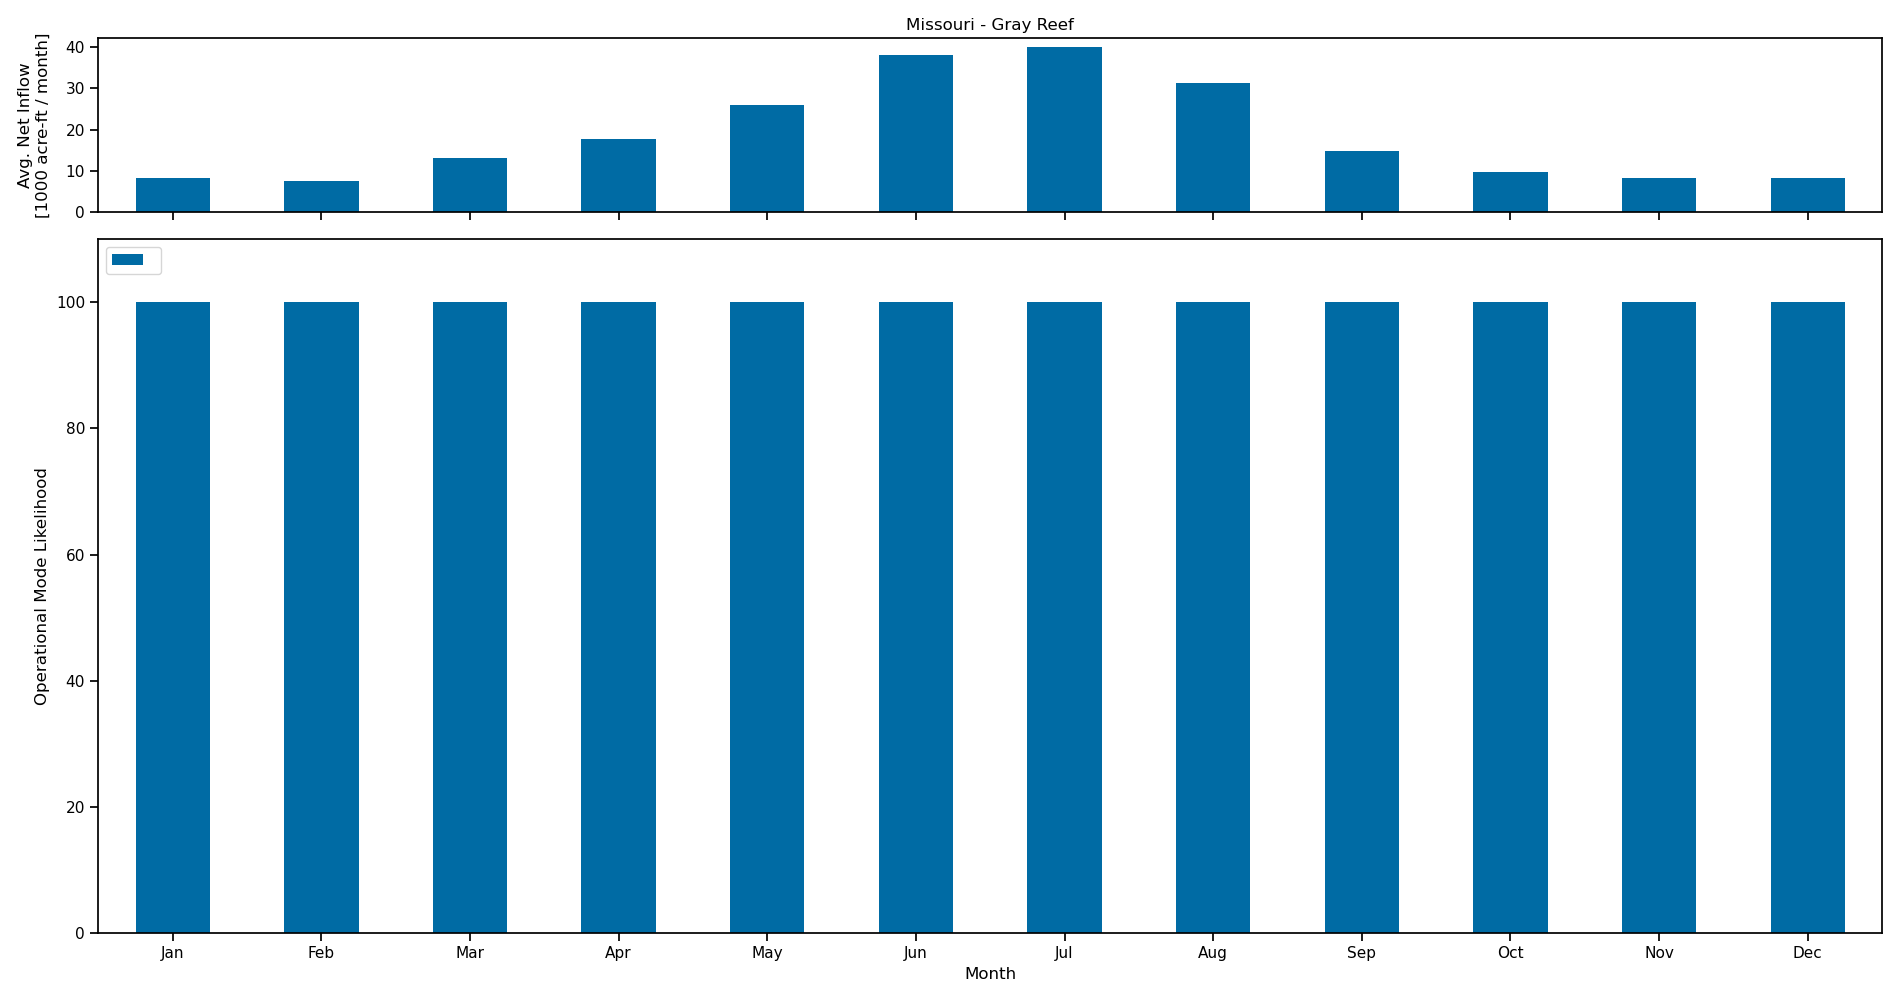 Missouri - Gray Reef
Avg. Net Inflow
[1000 acre-ft / month]
40
30
20
10
0
Operational Mode Likelihood
100
80
60
40
20
0
Jan Feb Mar Apr May Jun Jul Aug Sep Oct Nov Dec
Month